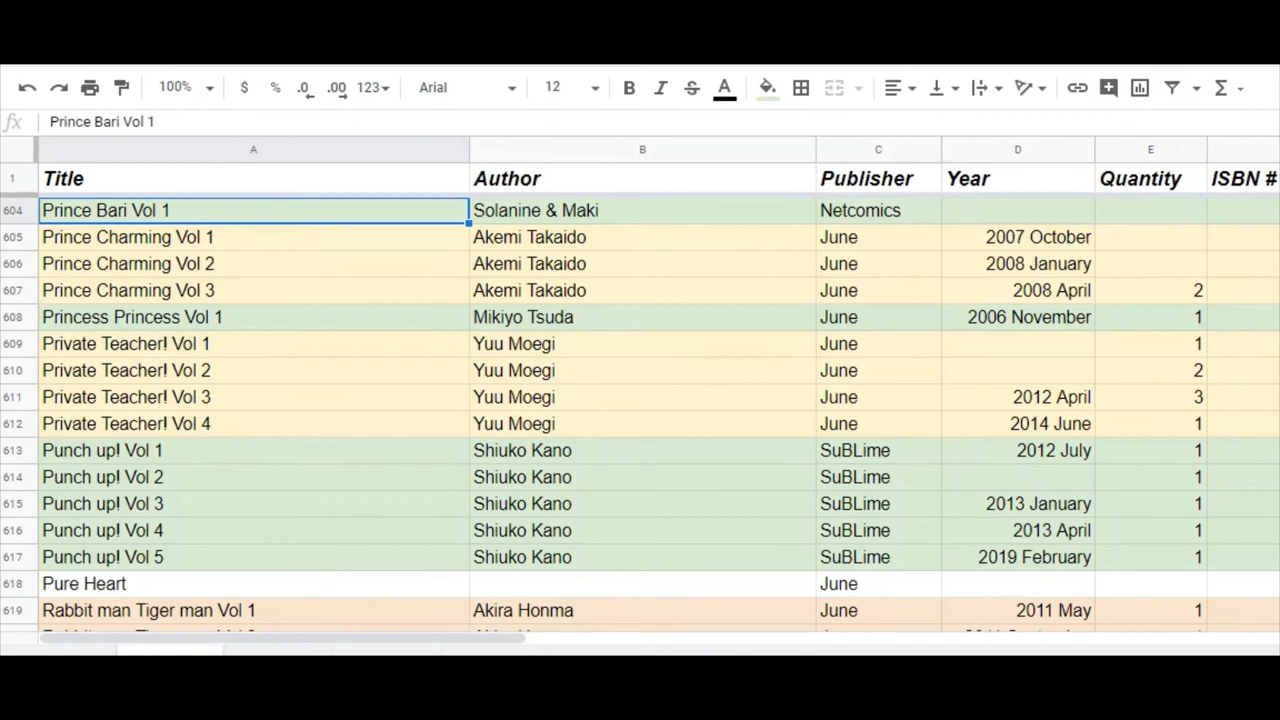 100% $ % .0 .00 123 Arial 12 B I S A
fx Prince Bari Vol 1
A B C D E
1 Title Author Publisher Year Quantity ISBN #
604 Prince Bari Vol 1 Solanine & Maki Netcomics
605 Prince Charming Vol 1 Akemi Takaido June 2007 October
606 Prince Charming Vol 2 Akemi Takaido June 2008 January
607 Prince Charming Vol 3 Akemi Takaido June 2008 April 2
608 Princess Princess Vol 1 Mikiyo Tsuda June 2006 November 1
609 Private Teacher! Vol 1 Yuu Moegi June 1
610 Private Teacher! Vol 2 Yuu Moegi June 2
611 Private Teacher! Vol 3 Yuu Moegi June 2012 April 3
612 Private Teacher! Vol 4 Yuu Moegi June 2014 June 1
613 Punch up! Vol 1 Shiuko Kano SuBLime 2012 July 1
614 Punch up! Vol 2 Shiuko Kano SuBLime 1
615 Punch up! Vol 3 Shiuko Kano SuBLime 2013 January 1
616 Punch up! Vol 4 Shiuko Kano SuBLime 2013 April 1
617 Punch up! Vol 5 Shiuko Kano SuBLime 2019 February 1
618 Pure Heart June
619 Rabbit man Tiger man Vol 1 Akira Honma June 2011 May 1